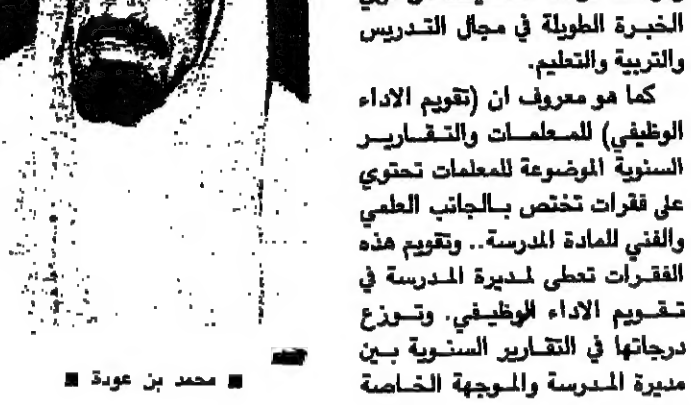 الخبرة الطويلة في مجال التدريس
والتربية والتعليم.
كما هو معروف ان (تقويم الاداء
الوظيفي) للمعلمات والتقارير
السنوية الموضوعة للمعلمات تحتوي
على فقرات تختص بالجانب العلمي
والفني للمادة المدرسة.. وتقويم هذه
الفقرات تعطى لمديرة المدرسة في
تقويم الاداء الوظيفي. وتوزع
درجاتها في التقارير السنوية بين
مديرة المدرسة والموجهة الخاصة
■ محمد بن عودة ■